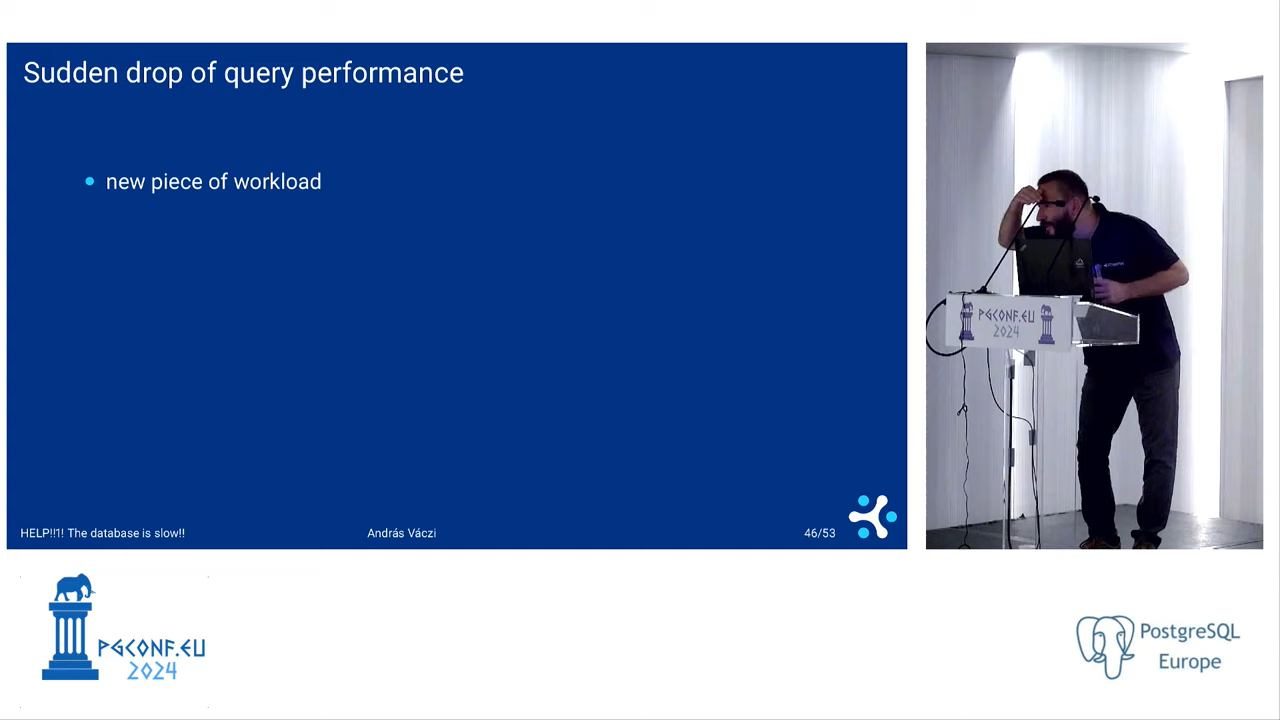 Sudden drop of query performance
new piece of workload
HELP!!1! The database is slow!!
András Váczi
46/53
PGCONF.EU
2024
PGCONF.EU
2024
PostgreSQL
Europe